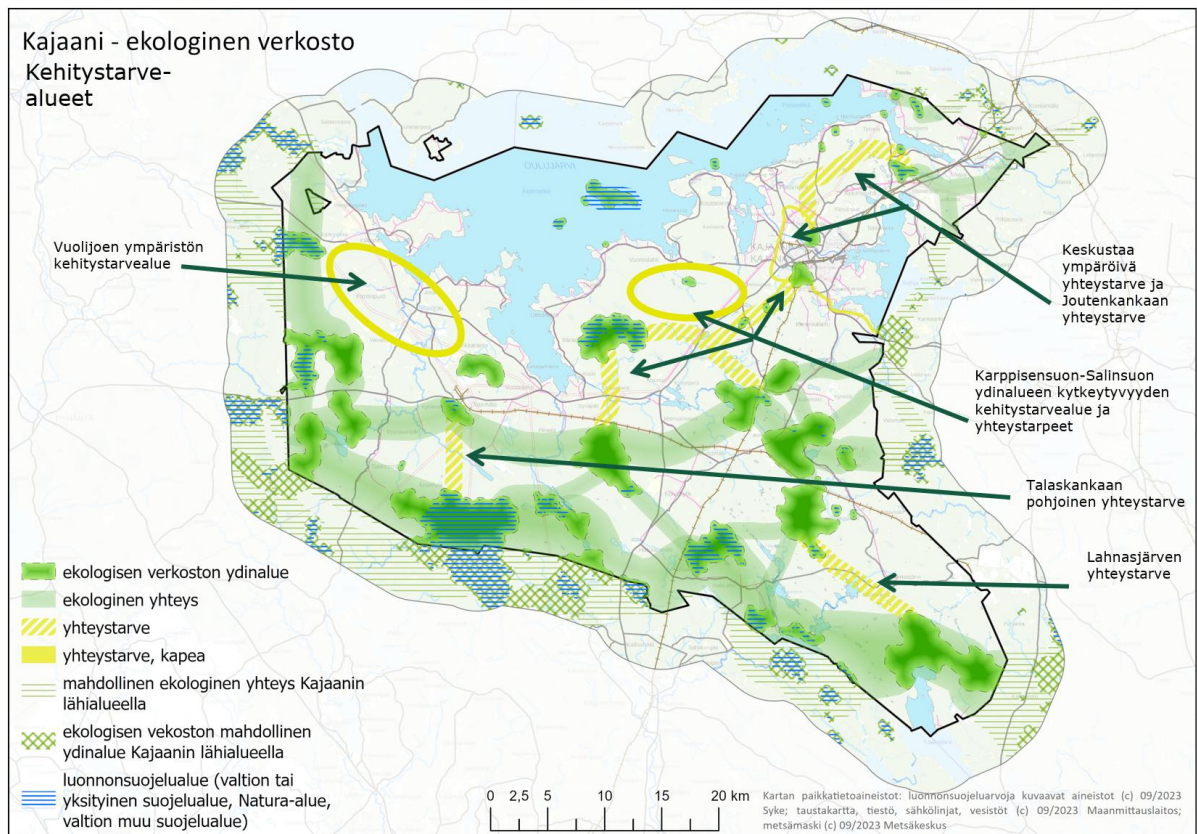 Kajaani - ekologinen verkosto
Kehitystarve-
alueet
Vuolijoen ympäristön
kehitystarvealue
Keskustaa
ympäröivä
yhteystarve ja
Joutenkankaan
yhteystarve
Karppisensuon-Salinsuon
ydinalueen kytkeytyvyyden
kehitystarvealue ja
yhteystarpeet
Talaskankaan
pohjoinen yhteystarve
Lahnasjärven
yhteystarve
ekologisen verkoston ydinalue
ekologinen yhteys
yhteystarve
yhteystarve, kapea
mahdollinen ekologinen yhteys Kajaanin
lähialueella
ekologisen vekoston mahdollinen
ydinalue Kajaanin lähialueella
luonnonsuojelualue (valtion tai
yksityinen suojelualue, Natura-alue,
valtion muu suojelualue)
0 2,5 5 10 15 20 km
Kartan paikkatietoaineistot: luonnonsuojeluarvoja kuvaavat aineistot (c) 09/2023
Syke; taustakartta, tiestö, sähkölinjat, vesistöt (c) 09/2023 Maanmittauslaitos;
metsämaski (c) 09/2023 Metsäkeskus